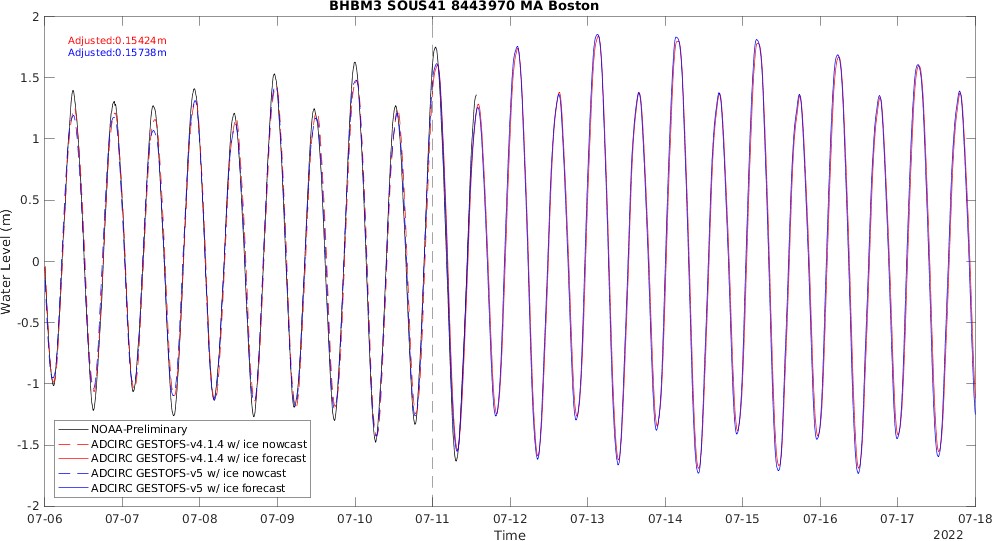 BHBM3 SOUS41 8443970 MA Boston
Adjusted:0.15424m
Adjusted:0.15738m
2
1.5
1
0.5
0
-0.5
-1
-1.5
-2
Water Level (m)
NOAA-Preliminary
ADCIRC GESTOFS-v4.1.4 w/ ice nowcast
ADCIRC GESTOFS-v4.1.4 w/ ice forecast
ADCIRC GESTOFS-v5 w/ ice nowcast
ADCIRC GESTOFS-v5 w/ ice forecast
07-06 07-07 07-08 07-09 07-10 07-11 07-12 07-13 07-14 07-15 07-16 07-17 07-18
Time
2022